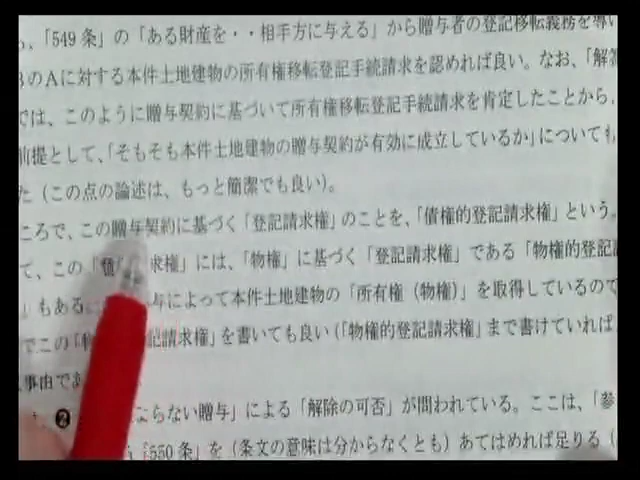 、「549条」の「ある財産を・・相手方に与える」から贈与者の登記移転義務を導い
BのAに対する本件土地建物の所有権移転登記手続請求を認めれば良い。なお、「解答
では、このように贈与契約に基づいて所有権移転登記手続請求を肯定したことから、
前提として、「そもそも本件土地建物の贈与契約が有効に成立しているか」についても
た(この点の論述は、もっと簡潔でも良い)。
ころで、この贈与契約に基づく「登記請求権」のことを、「債権的登記請求権」という。
て、この「 求権」には、「物権」に基づく「登記請求権」である「物権的登記
」もある 与によって本件土地建物の「所有権(物権)」を取得しているので
でこの「 記請求権」を書いても良い(「物権的登記請求権」まで書けていれば
事由であ
❷ よらない贈与」による「解除の可否」が問われている。ここは、「参
「550条」を(条文の意味は分からなくとも)あてはめれば足りる(